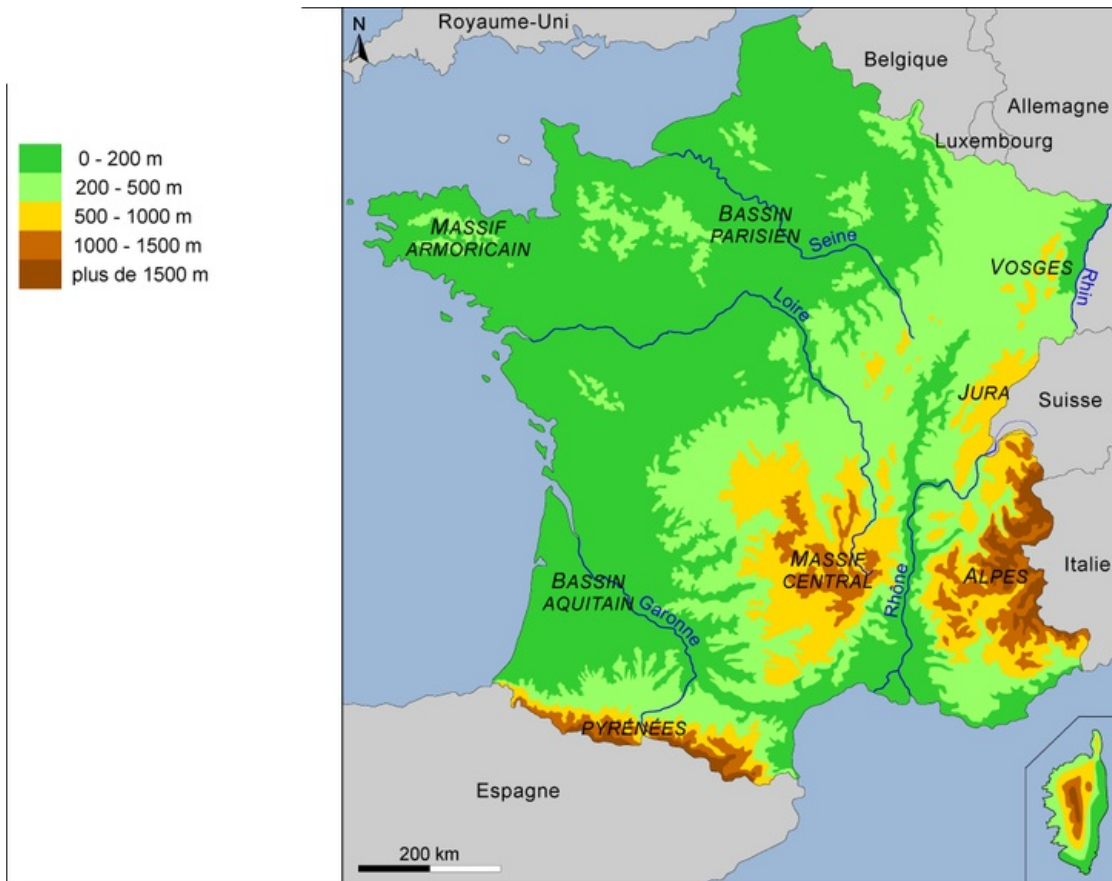 N
Royaume-Uni
Belgique
Allemagne
Luxembourg
0 - 200 m
200 - 500 m
500 - 1000 m
1000 - 1500 m
plus de 1500 m
MASSIF
ARMORICAIN
BASSIN
PARISIEN
Seine
VOSGES
Rhin
Loire
JURA
Suisse
MASSIF
CENTRAL
Rhône
ALPES
Italie
BASSIN
AQUITAIN
Garonne
PYRÉNÉES
Espagne
200 km